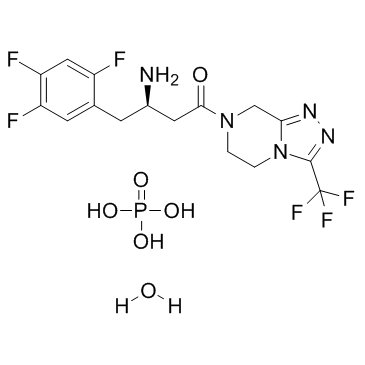 F F NH2 O
F N N
F N N
F F
F
O
HO P OH
OH
H O H